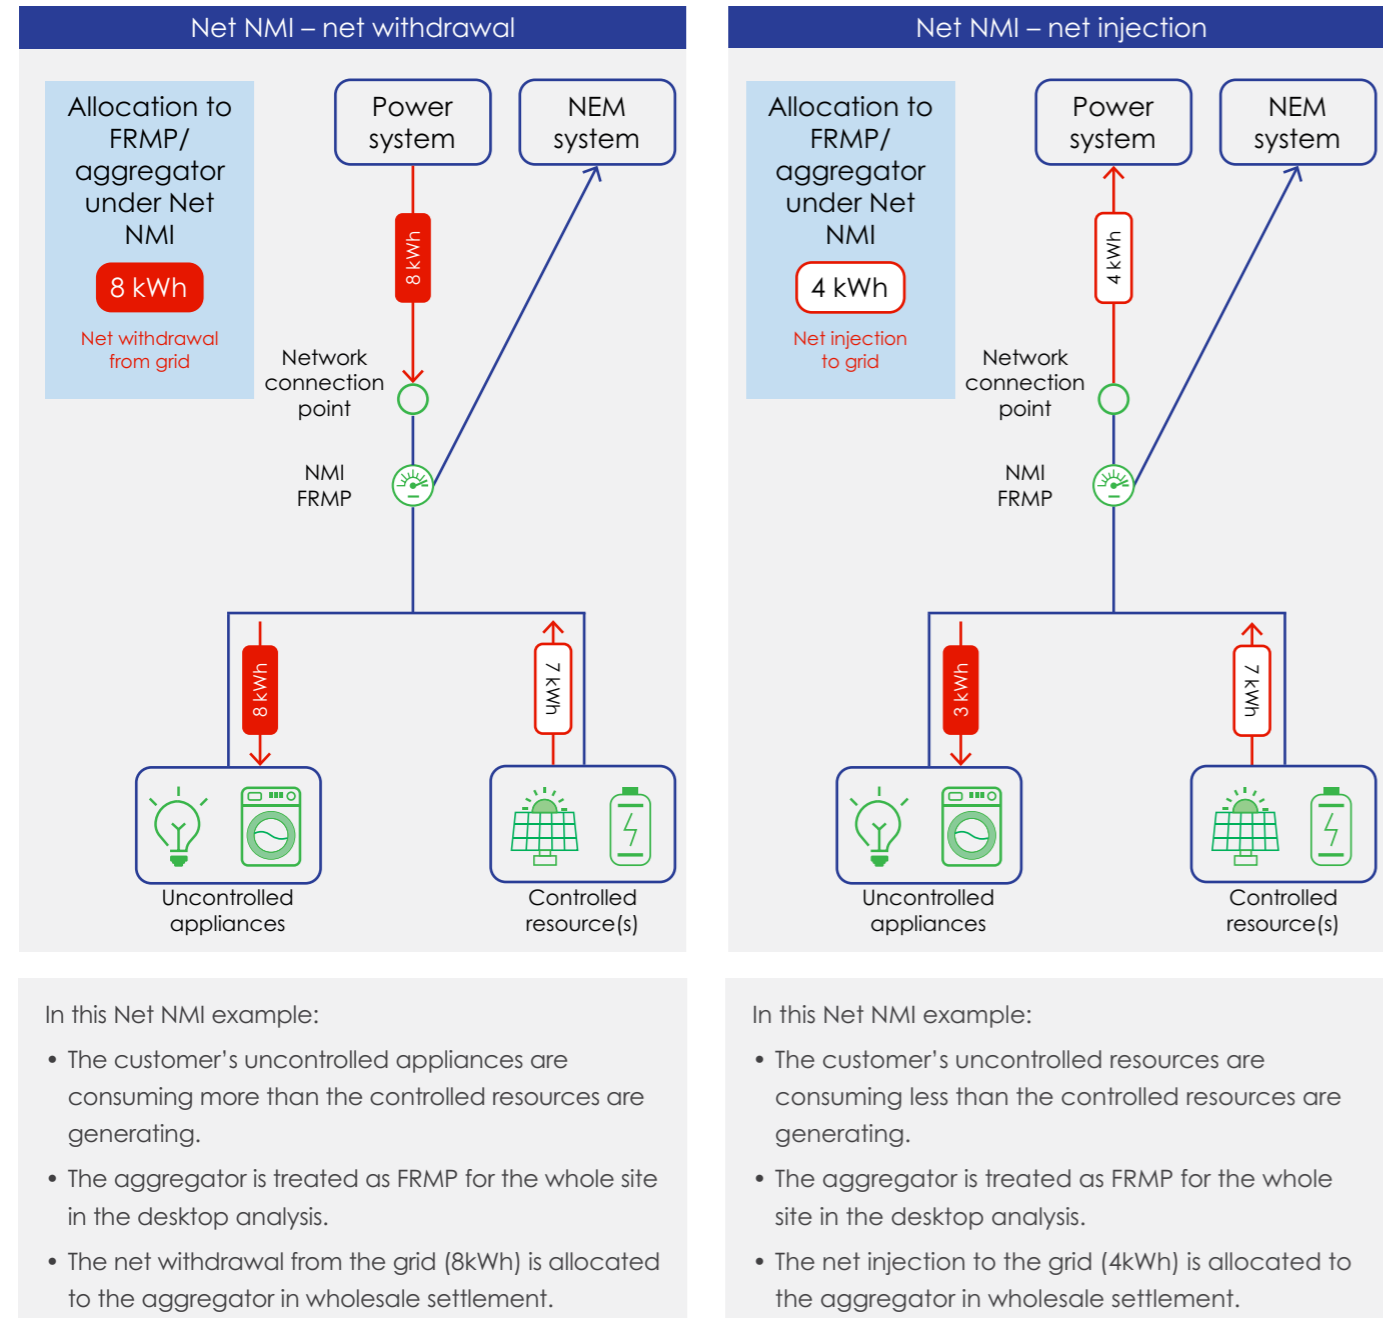 Net NMI – net withdrawal
Allocation to
FRMP/
aggregator
under Net
NMI
8 kWh
Net withdrawal
from grid
Power
system
NEM
system
8 kWh
Network
connection
point
NMI
FRMP
8 kWh
7 kWh
Uncontrolled
appliances
Controlled
resource(s)
In this Net NMI example:
• The customer’s uncontrolled appliances are
consuming more than the controlled resources are
generating.
• The aggregator is treated as FRMP for the whole site
in the desktop analysis.
• The net withdrawal from the grid (8kWh) is allocated
to the aggregator in wholesale settlement.
Net NMI – net injection
Allocation to
FRMP/
aggregator
under Net
NMI
4 kWh
Net injection
to grid
Power
system
NEM
system
4 kWh
Network
connection
point
NMI
FRMP
3 kWh
7 kWh
Uncontrolled
appliances
Controlled
resource(s)
In this Net NMI example:
• The customer’s uncontrolled resources are
consuming less than the controlled resources are
generating.
• The aggregator is treated as FRMP for the whole
site in the desktop analysis.
• The net injection to the grid (4kWh) is allocated to
the aggregator in wholesale settlement.